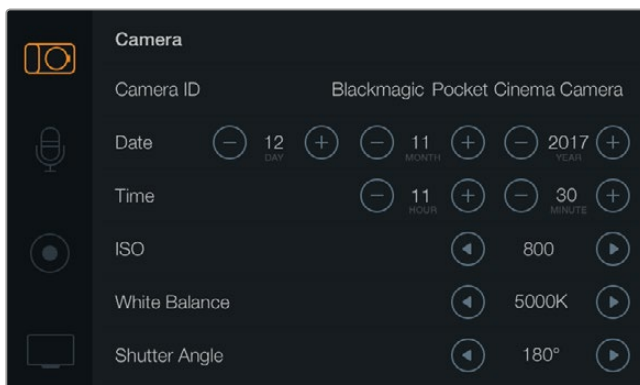 Camera
Camera ID Blackmagic Pocket Cinema Camera
Date 12 DAY 11 MONTH 2017 YEAR
Time 11 HOUR 30 MINUTE
ISO 800
White Balance 5000K
Shutter Angle 180°